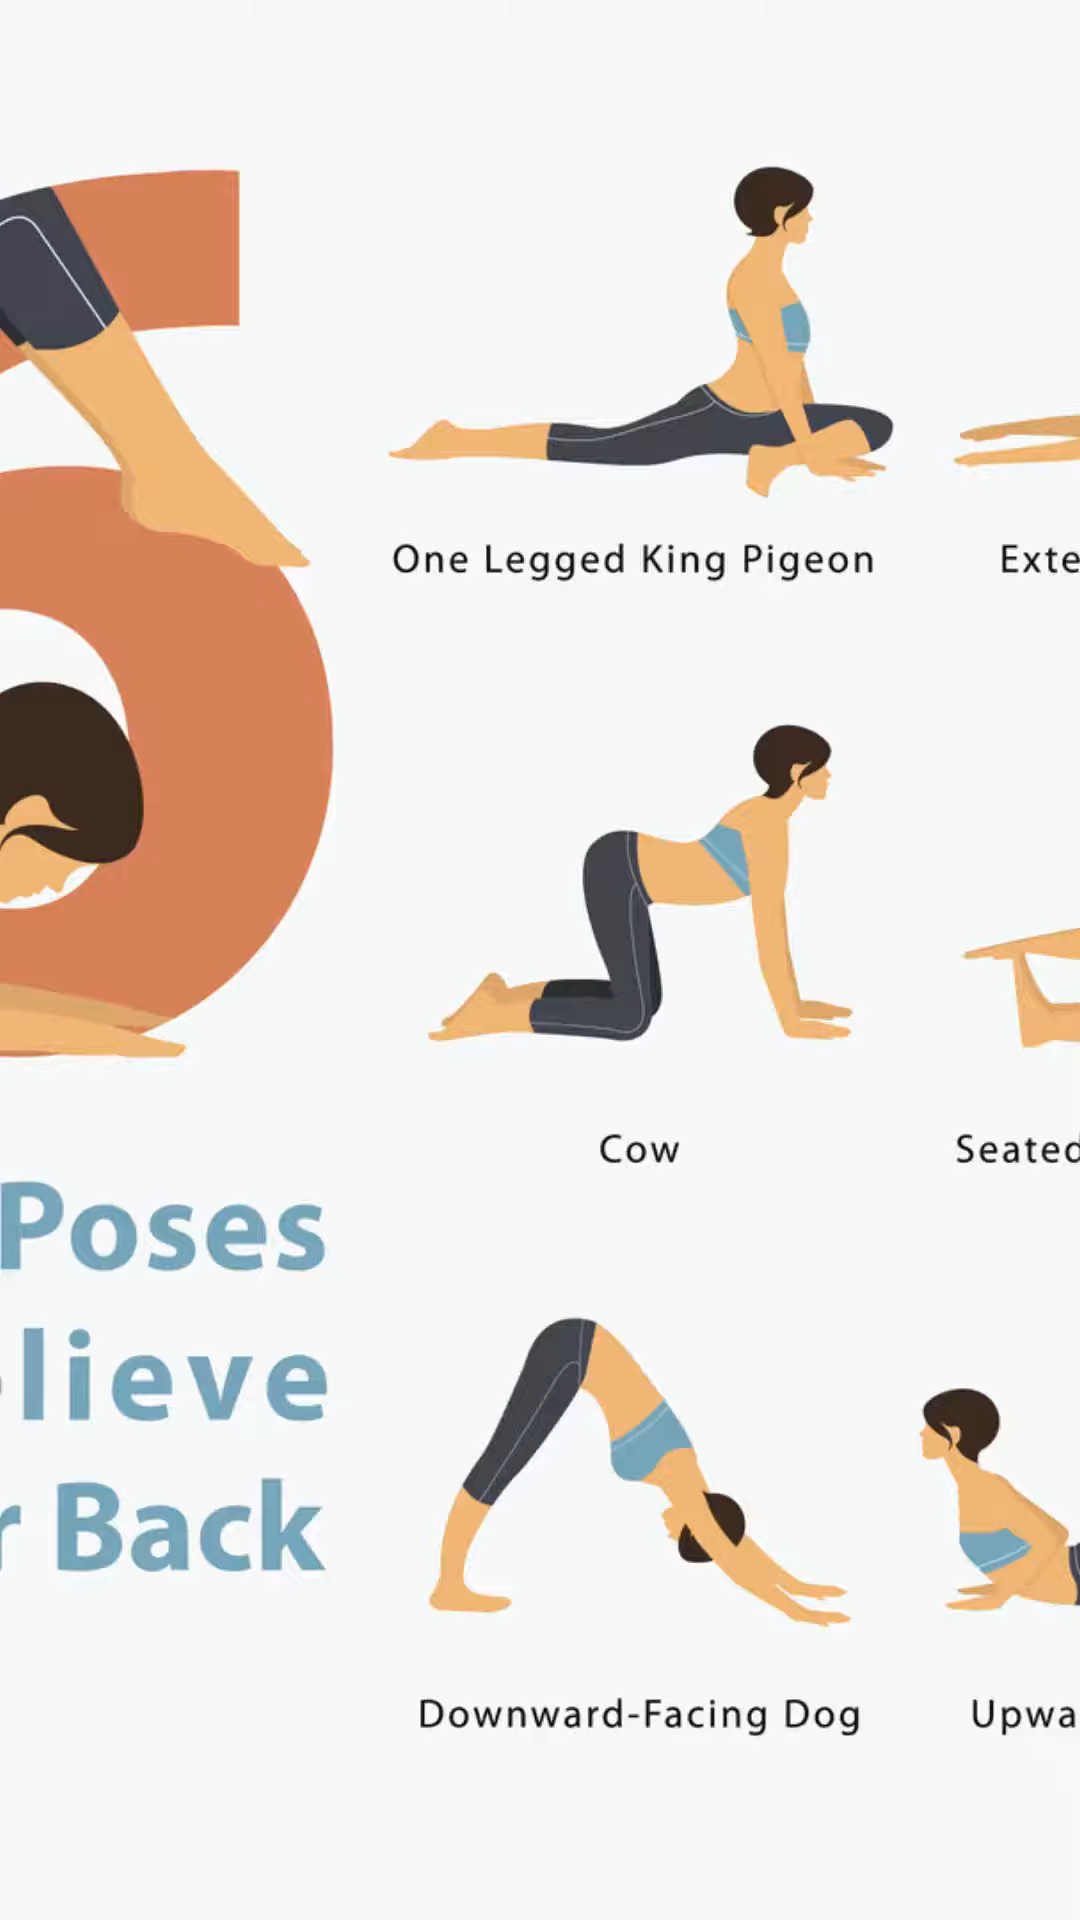 One Legged King Pigeon
Exte
Cow
Seated
Poses
lieve
r Back
Downward-Facing Dog
Upwa